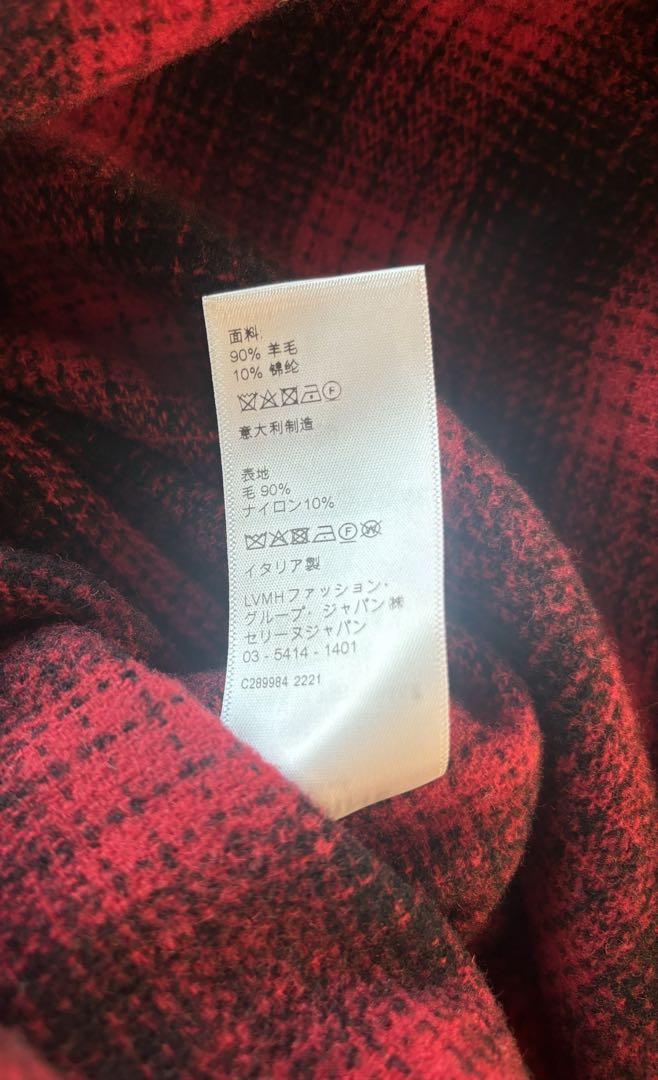 面料:
90% 羊毛
10% 锦纶
意大利制造
表地
毛 90%
ナイロン10%
イタリア製
LVMHファッション・
グループ・ジャパン㈱
セリーヌジャパン
03 - 5414 - 1401
C289984 2221